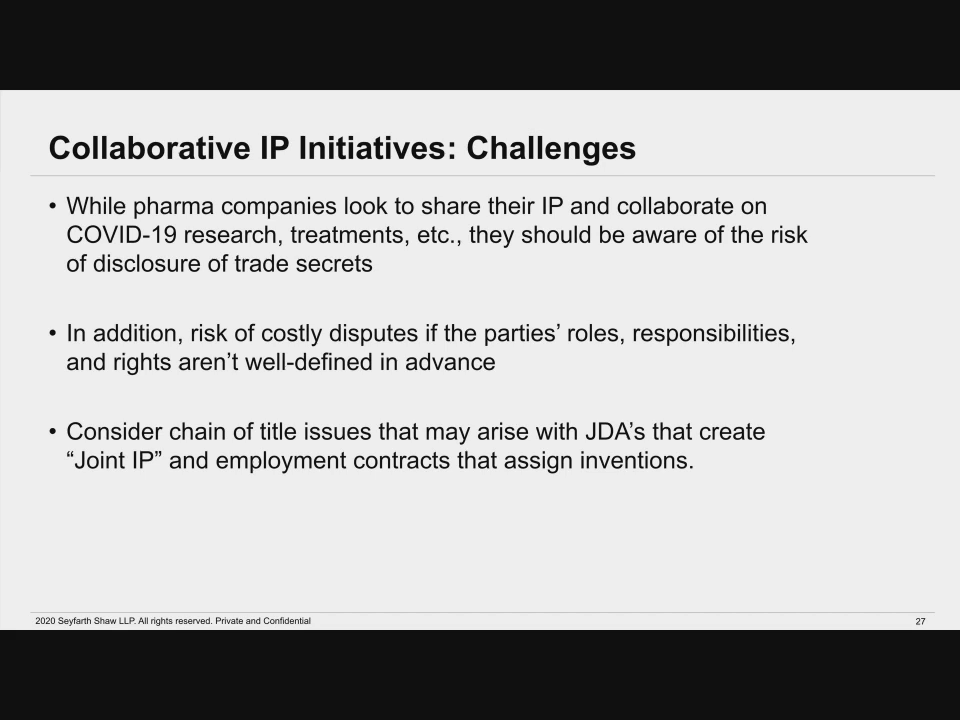 Collaborative IP Initiatives: Challenges
• While pharma companies look to share their IP and collaborate on
COVID-19 research, treatments, etc., they should be aware of the risk
of disclosure of trade secrets
• In addition, risk of costly disputes if the parties’ roles, responsibilities,
and rights aren’t well-defined in advance
• Consider chain of title issues that may arise with JDA’s that create
“Joint IP” and employment contracts that assign inventions.
2020 Seyfarth Shaw LLP. All rights reserved. Private and Confidential
27